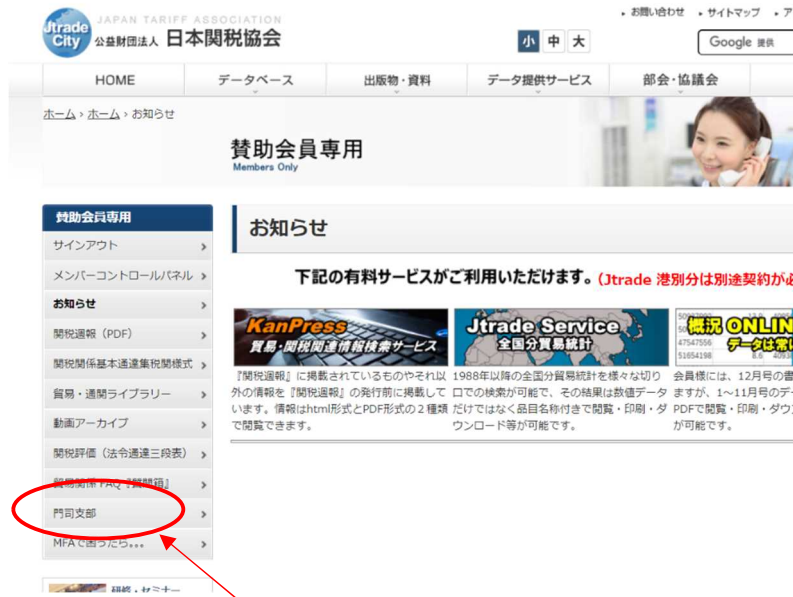 お問い合わせ サイトマップ ア
JAPAN TARIFF ASSOCIATION
Jtrade City 公益財団法人 日本関税協会
小 中 大
Google 提供
HOME データベース 出版物・資料 データ提供サービス 部会・協議会
ホーム › ホーム › お知らせ
賛助会員専用
Members Only
賛助会員専用
サインアウト
メンバーコントロールパネル
お知らせ
関税週報（PDF）
関税関係基本通達集税関様式
貿易・通関ライブラリー
動画アーカイブ
関税評価（法令通達三段表）
貿易関係 FAQ『質問箱』
門司支部
MFAで困ったら。。。
研修・セミナー
お知らせ
下記の有料サービスがご利用いただけます。(Jtrade 港別分は別途契約が必
KanPress
貿易・関税関連情報検索サービス
『関税週報』に掲載されているものやそれ以
外の情報を『関税週報』の発行前に掲載して
います。情報はhtml形式とPDF形式の２種類
で閲覧できます。
Jtrade Service
全国分貿易統計
1988年以降の全国分貿易統計を様々な切り
口での検索が可能で、その結果は数値データ
だけではなく品目名称付きで閲覧・印刷・ダ
ウンロード等が可能です。
概況 ONLIN
データは常に
47547556
51654198
会員様には、12月号の書
ますが、1～11月号のデー
PDFで閲覧・印刷・ダウ
が可能です。